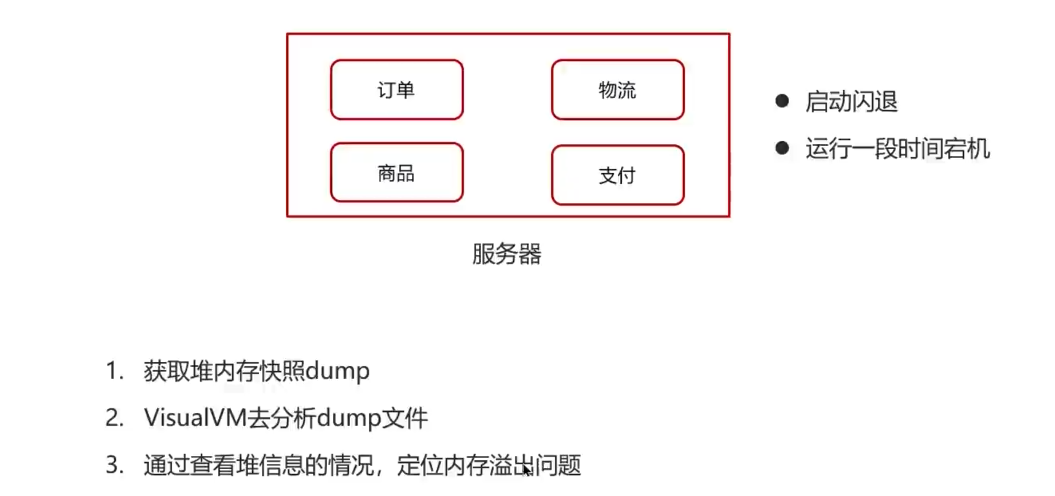 订单
物流
商品
支付
服务器
● 启动闪退
● 运行一段时间宕机
1. 获取堆内存快照dump
2. VisualVM去分析dump文件
3. 通过查看堆信息的情况，定位内存溢出问题